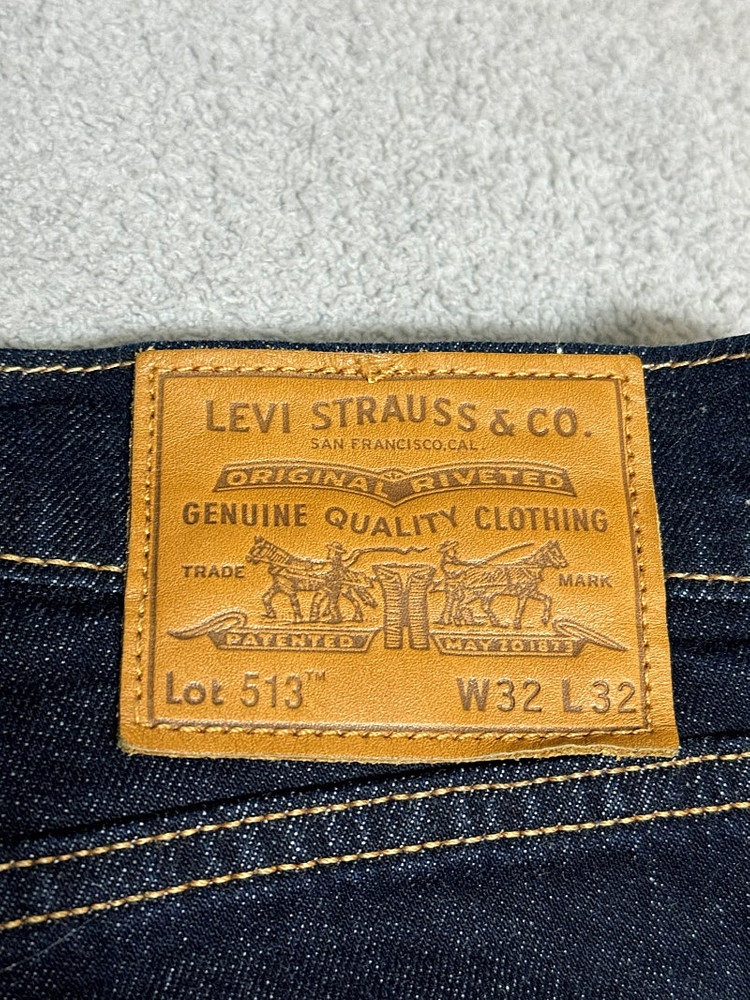 LEVI STRAUSS & CO.
SAN FRANCISCO, CAL.
ORIGINAL RIVETED
GENUINE QUALITY CLOTHING
TRADE MARK
PATENTED MAY 20 1873
Lot 513™ W32 L32